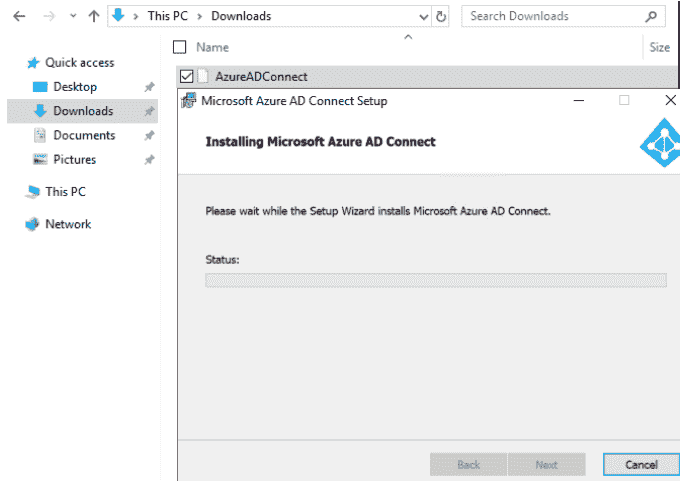 This PC > Downloads
Search Downloads
Name
Size
Quick access
AzureADConnect
Desktop
Downloads
Documents
Pictures
This PC
Network
Microsoft Azure AD Connect Setup
Installing Microsoft Azure AD Connect
Please wait while the Setup Wizard installs Microsoft Azure AD Connect.
Status:
Back
Next
Cancel